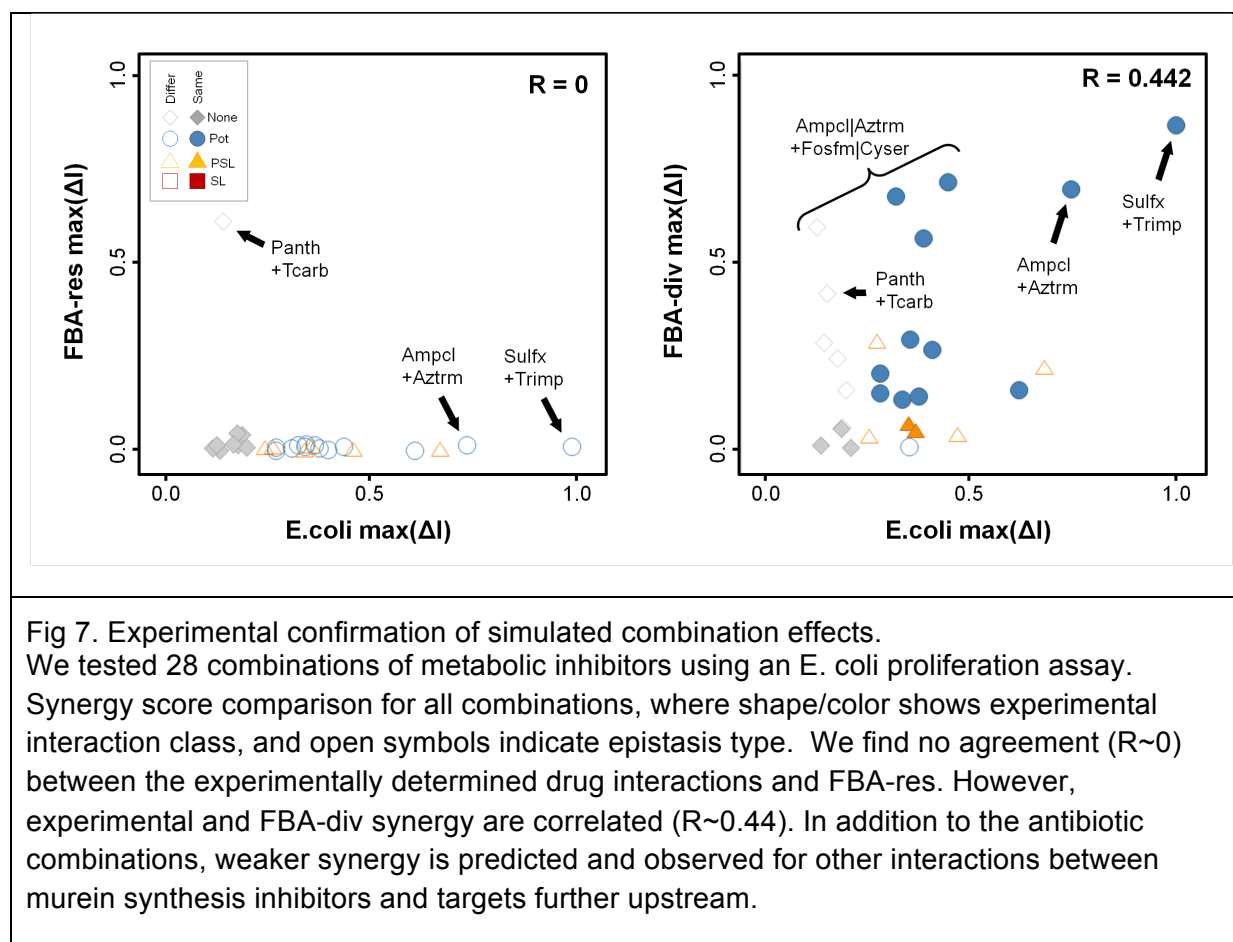 1.0
0.5
0.0
FBA-res max(ΔI)
Differ
Same
None
Pot
PSL
SL
R = 0
Panth
+Tcarb
Ampcl
+Aztrm
Sulfx
+Trimp
0.0
0.5
1.0
E.coli max(ΔI)
1.0
0.5
0.0
FBA-div max(ΔI)
R = 0.442
Ampcl|Aztrm
+Fosfm|Cyser
Sulfx
+Trimp
Ampcl
+Aztrm
Panth
+Tcarb
0.0
0.5
1.0
E.coli max(ΔI)
Fig 7. Experimental confirmation of simulated combination effects.
We tested 28 combinations of metabolic inhibitors using an E. coli proliferation assay.
Synergy score comparison for all combinations, where shape/color shows experimental
interaction class, and open symbols indicate epistasis type.  We find no agreement (R~0)
between the experimentally determined drug interactions and FBA-res. However,
experimental and FBA-div synergy are correlated (R~0.44). In addition to the antibiotic
combinations, weaker synergy is predicted and observed for other interactions between
murein synthesis inhibitors and targets further upstream.